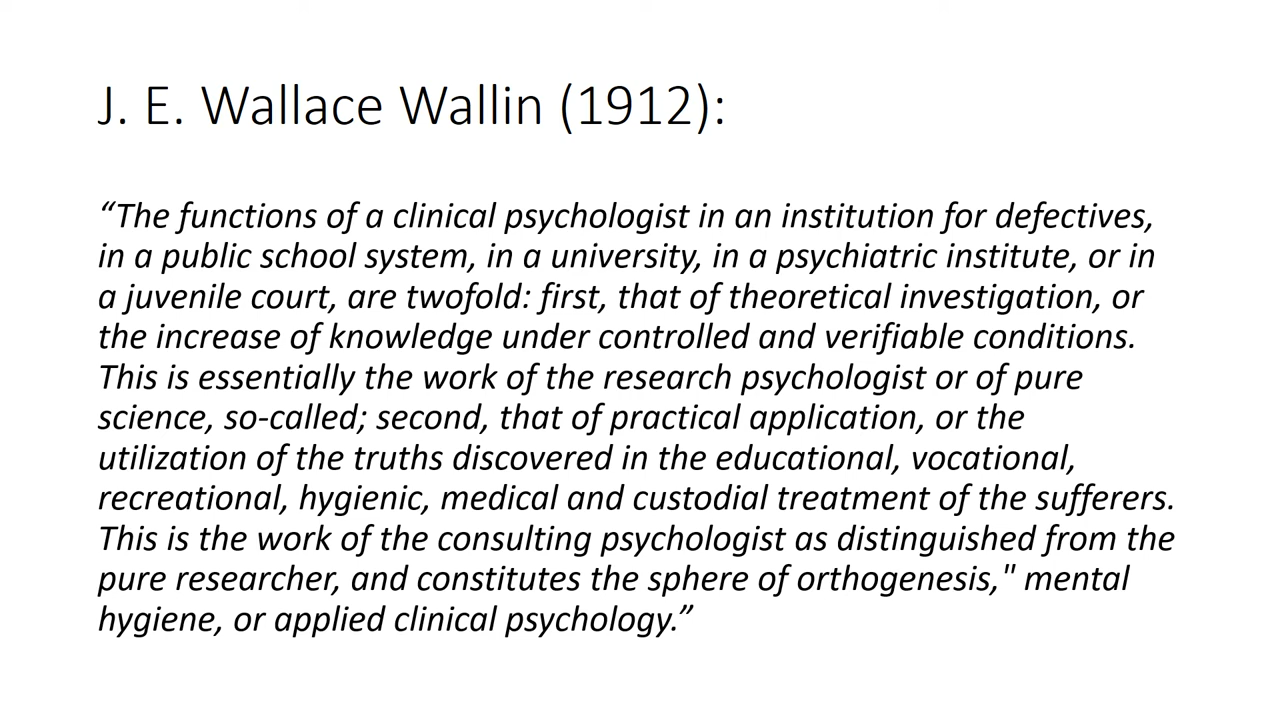 J. E. Wallace Wallin (1912):
“The functions of a clinical psychologist in an institution for defectives,
in a public school system, in a university, in a psychiatric institute, or in
a juvenile court, are twofold: first, that of theoretical investigation, or
the increase of knowledge under controlled and verifiable conditions.
This is essentially the work of the research psychologist or of pure
science, so-called; second, that of practical application, or the
utilization of the truths discovered in the educational, vocational,
recreational, hygienic, medical and custodial treatment of the sufferers.
This is the work of the consulting psychologist as distinguished from the
pure researcher, and constitutes the sphere of orthogenesis," mental
hygiene, or applied clinical psychology.”